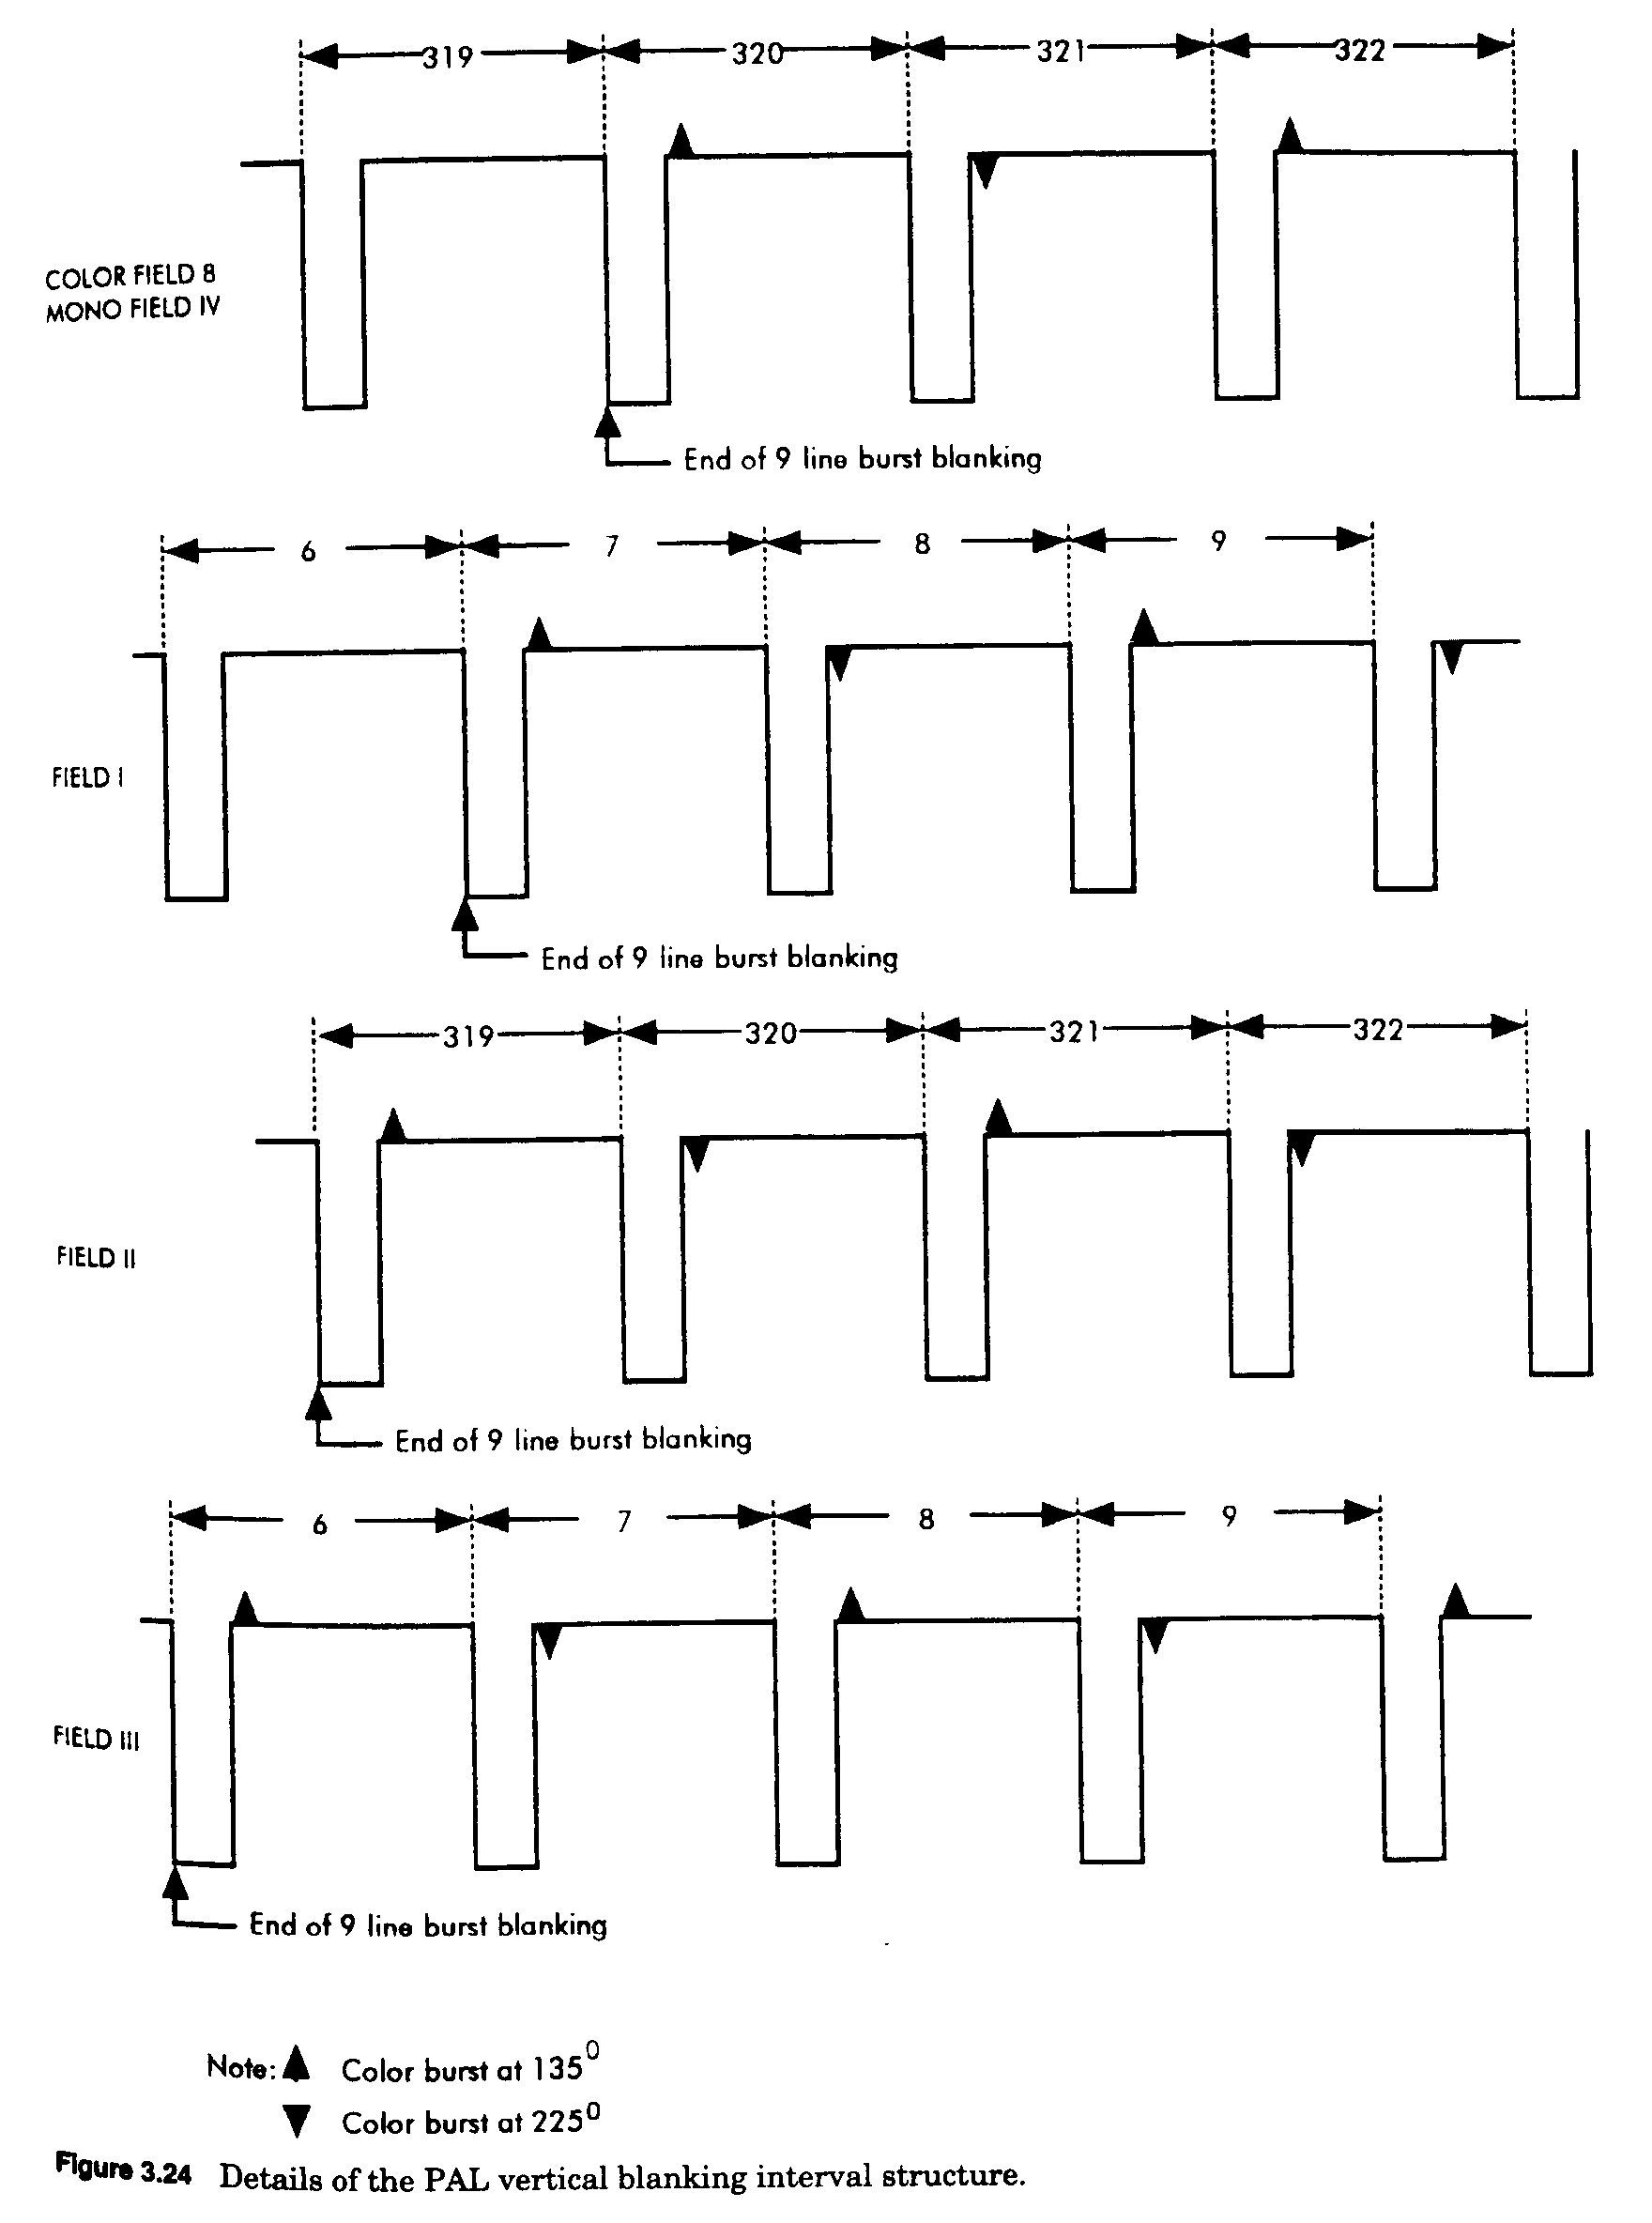 319 320 321 322
COLOR FIELD 8
MONO FIELD IV
End of 9 line burst blanking
6 7 8 9
FIELD I
End of 9 line burst blanking
319 320 321 322
FIELD II
End of 9 line burst blanking
6 7 8 9
FIELD III
End of 9 line burst blanking
Note: ▲ Color burst at 135⁰
▼ Color burst at 225⁰
Figure 3.24 Details of the PAL vertical blanking interval structure.